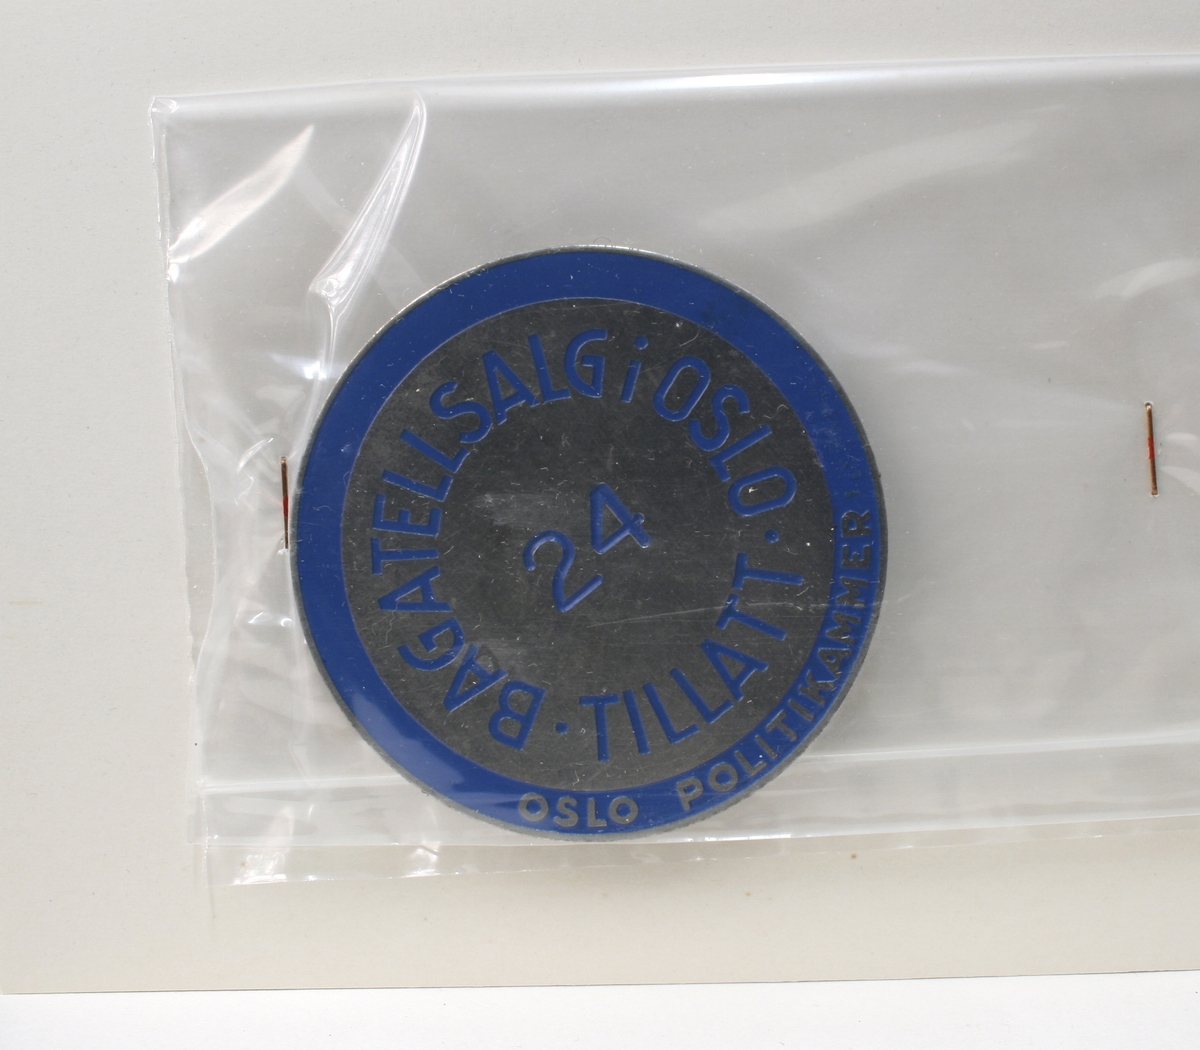 BAGATELLSALG i OSLO · TILLATT ·
24
OSLO POLITIKAMMER